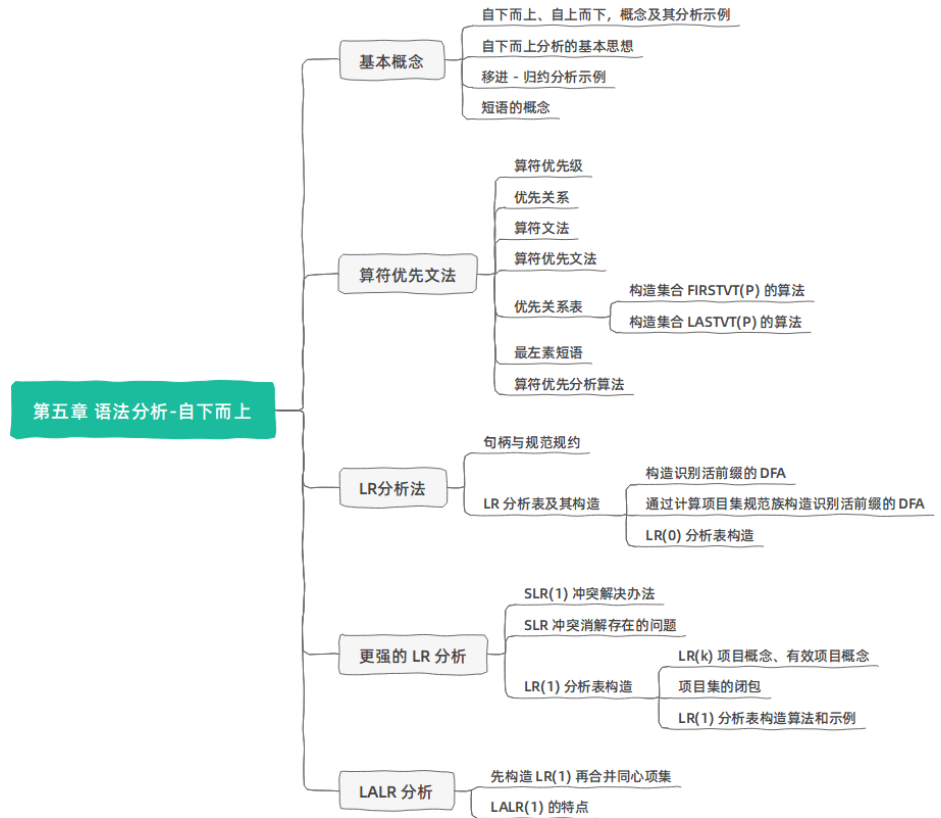 第五章 语法分析-自下而上
基本概念
自下而上、自上而下，概念及其分析示例
自下而上分析的基本思想
移进 - 归约分析示例
短语的概念
算符优先文法
算符优先级
优先关系
算符文法
算符优先文法
优先关系表
构造集合 FIRSTVT(P) 的算法
构造集合 LASTVT(P) 的算法
最左素短语
算符优先分析算法
LR分析法
句柄与规范规约
LR 分析表及其构造
构造识别活前缀的 DFA
通过计算项目集规范族构造识别活前缀的 DFA
LR(0) 分析表构造
更强的 LR 分析
SLR(1) 冲突解决办法
SLR 冲突消解存在的问题
LR(1) 分析表构造
LR(k) 项目概念、有效项目概念
项目集的闭包
LR(1) 分析表构造算法和示例
LALR 分析
先构造 LR(1) 再合并同心项集
LALR(1) 的特点